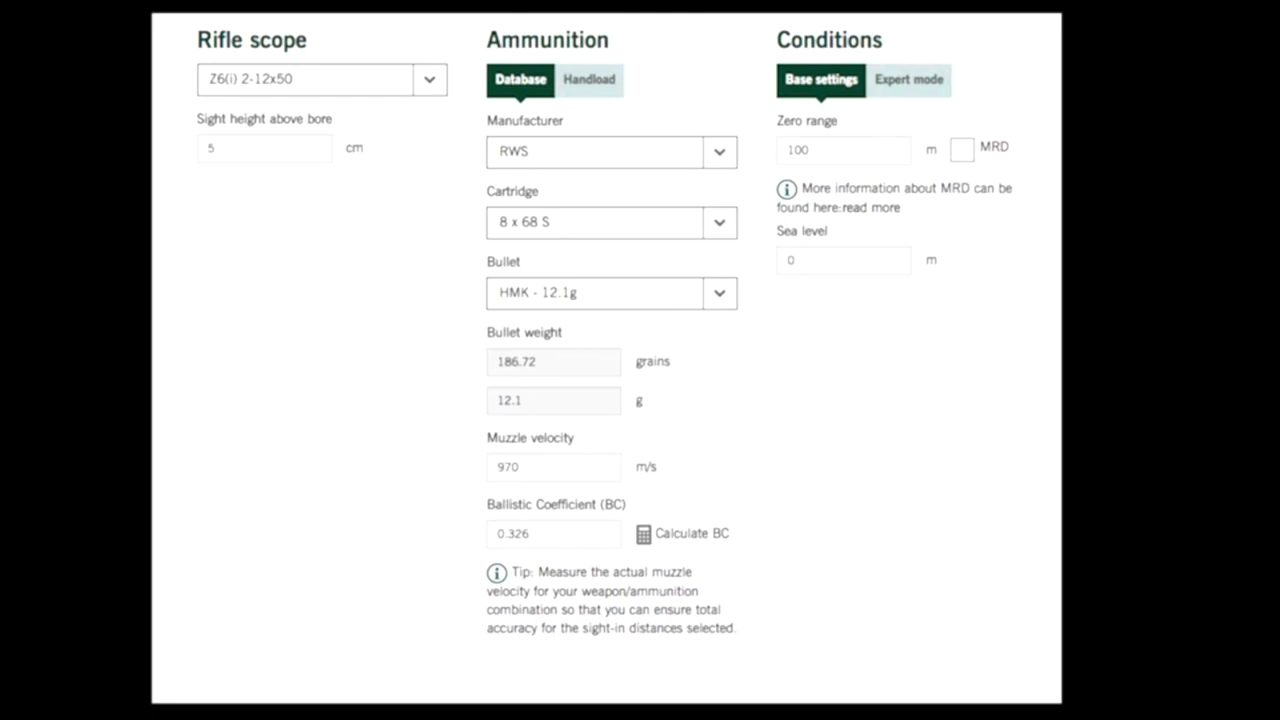 Rifle scope
Z6(i) 2-12x50
Sight height above bore
5 cm
Ammunition
Database Handload
Manufacturer
RWS
Cartridge
8 x 68 S
Bullet
HMK - 12.1g
Bullet weight
186.72 grains
12.1 g
Muzzle velocity
970 m/s
Ballistic Coefficient (BC)
0.326 Calculate BC
Tip: Measure the actual muzzle
velocity for your weapon/ammunition
combination so that you can ensure total
accuracy for the sight-in distances selected.
Conditions
Base settings Expert mode
Zero range
100 m MRD
More information about MRD can be
found here:read more
Sea level
0 m